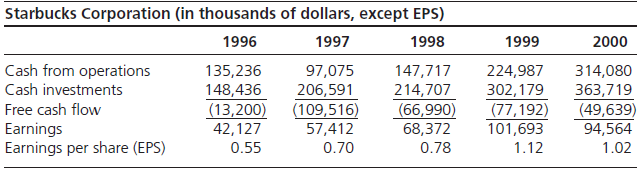 Starbucks Corporation (in thousands of dollars, except EPS)
1996 1997 1998 1999 2000
Cash from operations 135,236 97,075 147,717 224,987 314,080
Cash investments 148,436 206,591 214,707 302,179 363,719
Free cash flow (13,200) (109,516) (66,990) (77,192) (49,639)
Earnings 42,127 57,412 68,372 101,693 94,564
Earnings per share (EPS) 0.55 0.70 0.78 1.12 1.02